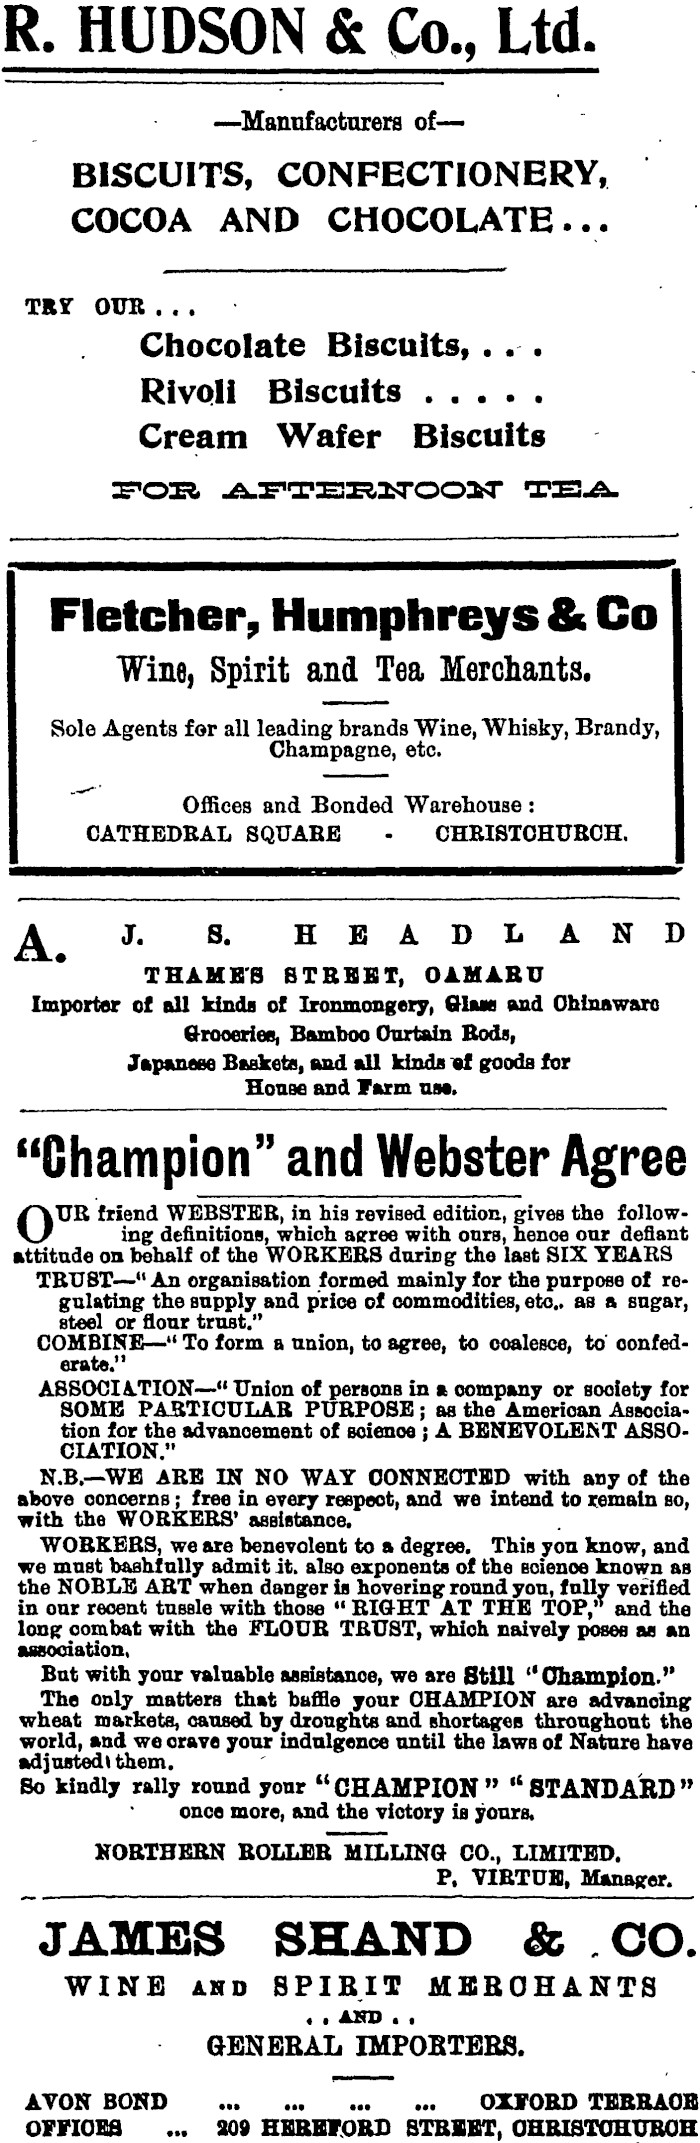 R. HUDSON & Co., Ltd.
—Manufacturers of—
BISCUITS, CONFECTIONERY,
COCOA AND CHOCOLATE...
TRY OUR...
Chocolate Biscuits, . . .
Rivoli Biscuits . . . . .
Cream Wafer Biscuits
FOR AFTERNOON TEA
Fletcher, Humphreys & Co
Wine, Spirit and Tea Merchants.
Sole Agents for all leading brands Wine, Whisky, Brandy,
Champagne, etc.
Offices and Bonded Warehouse :
CATHEDRAL SQUARE - CHRISTCHURCH.
A. J. S. HEADLAND
THAMES STREET, OAMARU
Importer of all kinds of Ironmongery, Glass and Chinaware
Groceries, Bamboo Curtain Rods,
Japanese Baskets, and all kinds of goods for
House and Farm use.
"Champion" and Webster Agree
OUR friend WEBSTER, in his revised edition, gives the follow-
ing definitions, which agree with ours, hence our defiant
attitude on behalf of the WORKERS during the last SIX YEARS
TRUST—"An organisation formed mainly for the purpose of re-
gulating the supply and price of commodities, etc., as a sugar,
steel or flour trust."
COMBINE—"To form a union, to agree, to coalesce, to confed-
erate."
ASSOCIATION—"Union of persons in a company or society for
SOME PARTICULAR PURPOSE; as the American Associa-
tion for the advancement of science; A BENEVOLENT ASSO-
CIATION."
N.B.—WE ARE IN NO WAY CONNECTED with any of the
above concerns; free in every respect, and we intend to remain so,
with the WORKERS' assistance.
WORKERS, we are benevolent to a degree. This you know, and
we must bashfully admit it. also exponents of the science known as
the NOBLE ART when danger is hovering round you, fully verified
in our recent tussle with those "RIGHT AT THE TOP," and the
long combat with the FLOUR TRUST, which naively poses as an
association.
But with your valuable assistance, we are Still "Champion."
The only matters that baffle your CHAMPION are advancing
wheat markets, caused by droughts and shortages throughout the
world, and we crave your indulgence until the laws of Nature have
adjusted them.
So kindly rally round your "CHAMPION" "STANDARD"
once more, and the victory is yours.
NORTHERN ROLLER MILLING CO., LIMITED.
P. VIRTUE, Manager.
JAMES SHAND & CO.
WINE AND SPIRIT MERCHANTS
. . AND . .
GENERAL IMPORTERS.
AVON BOND ... ... ... ... OXFORD TERRACE
OFFICES ... 209 HEREFORD STREET, CHRISTCHURCH